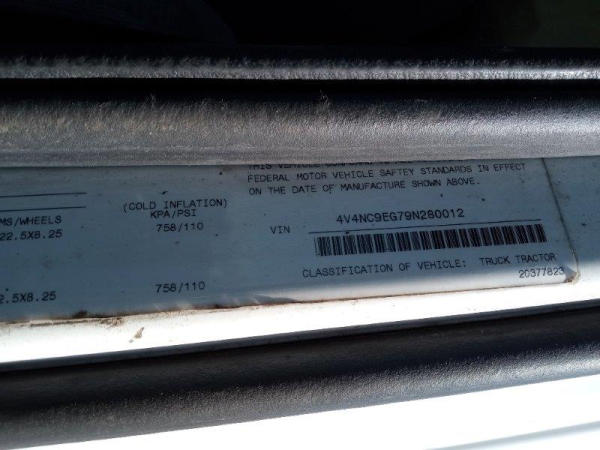 FEDERAL MOTOR VEHICLE SAFTEY STANDARDS IN EFFECT
ON THE DATE OF MANUFACTURE SHOWN ABOVE.
(COLD INFLATION)
MS/WHEELS KPA/PSI
22.5X8.25 758/110
VIN 4V4NC9EG79N280012
CLASSIFICATION OF VEHICLE: TRUCK TRACTOR
2.5X8.25 758/110
20377823